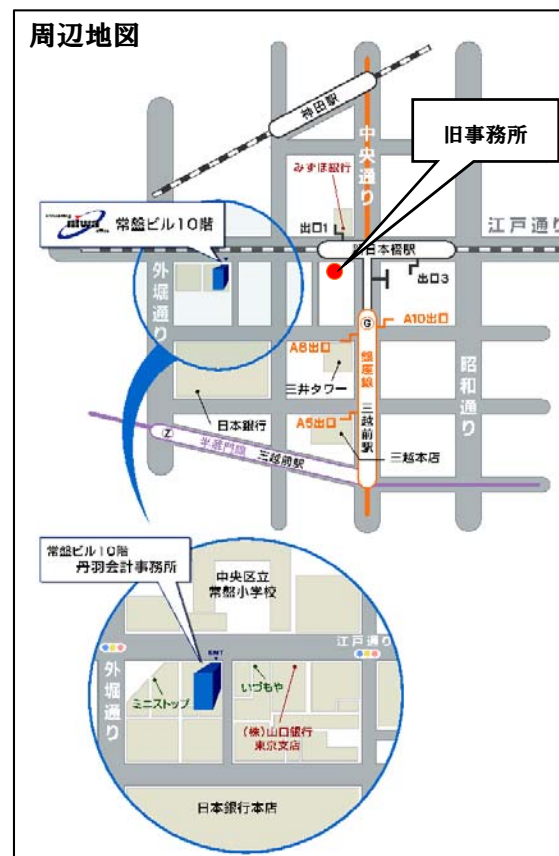 周辺地図
神田駅
中央通り
旧事務所
みずほ銀行
niwa
常盤ビル10階
出口1
新日本橋駅
江戸通り
出口3
外堀通り
G
A10出口
A8出口
銀座線
三越前駅
三井タワー
昭和通り
日本銀行
A5出口
三越本店
Z
半蔵門線
三越前駅
常盤ビル10階
丹羽会計事務所
中央区立
常盤小学校
江戸通り
ENT
外堀通り
ミニストップ
いづもや
(株)山口銀行
東京支店
日本銀行本店